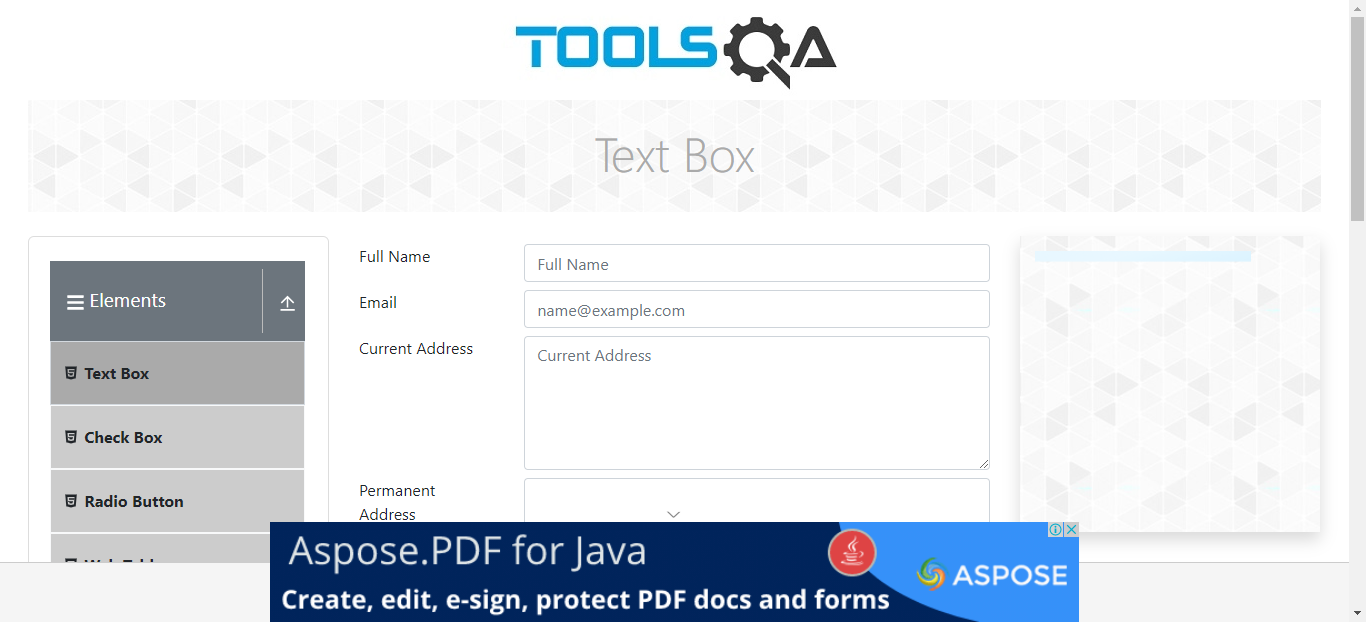 TOOLSQA
Text Box
Elements
Text Box
Check Box
Radio Button
Full Name
Full Name
Email
name@example.com
Current Address
Current Address
Permanent
Address
Aspose.PDF for Java
Create, edit, e-sign, protect PDF docs and forms
ASPOSE